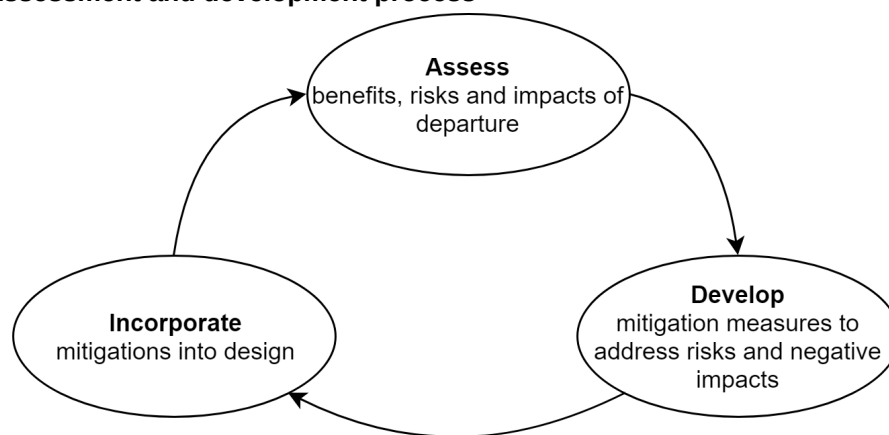 assessment and development process
Assess
benefits, risks and impacts of
departure
Incorporate
mitigations into design
Develop
mitigation measures to
address risks and negative
impacts